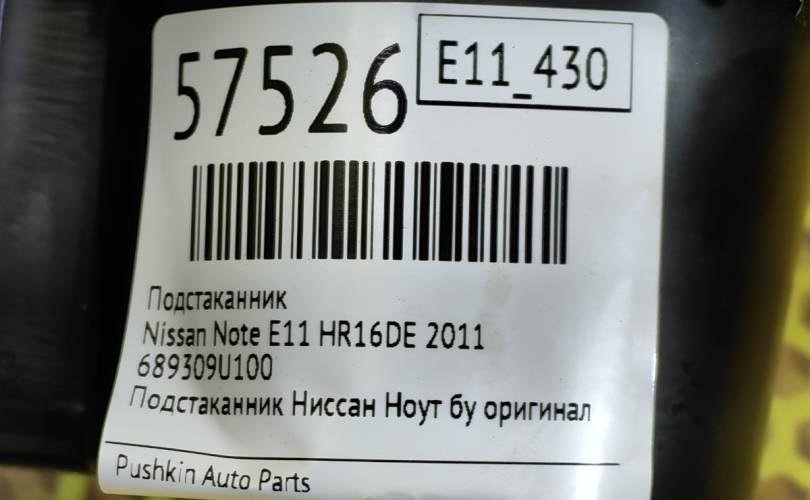 57526
E11_430
Подстаканник
Nissan Note E11 HR16DE 2011
689309U100
Подстаканник Ниссан Ноут бу оригинал
Pushkin Auto Parts